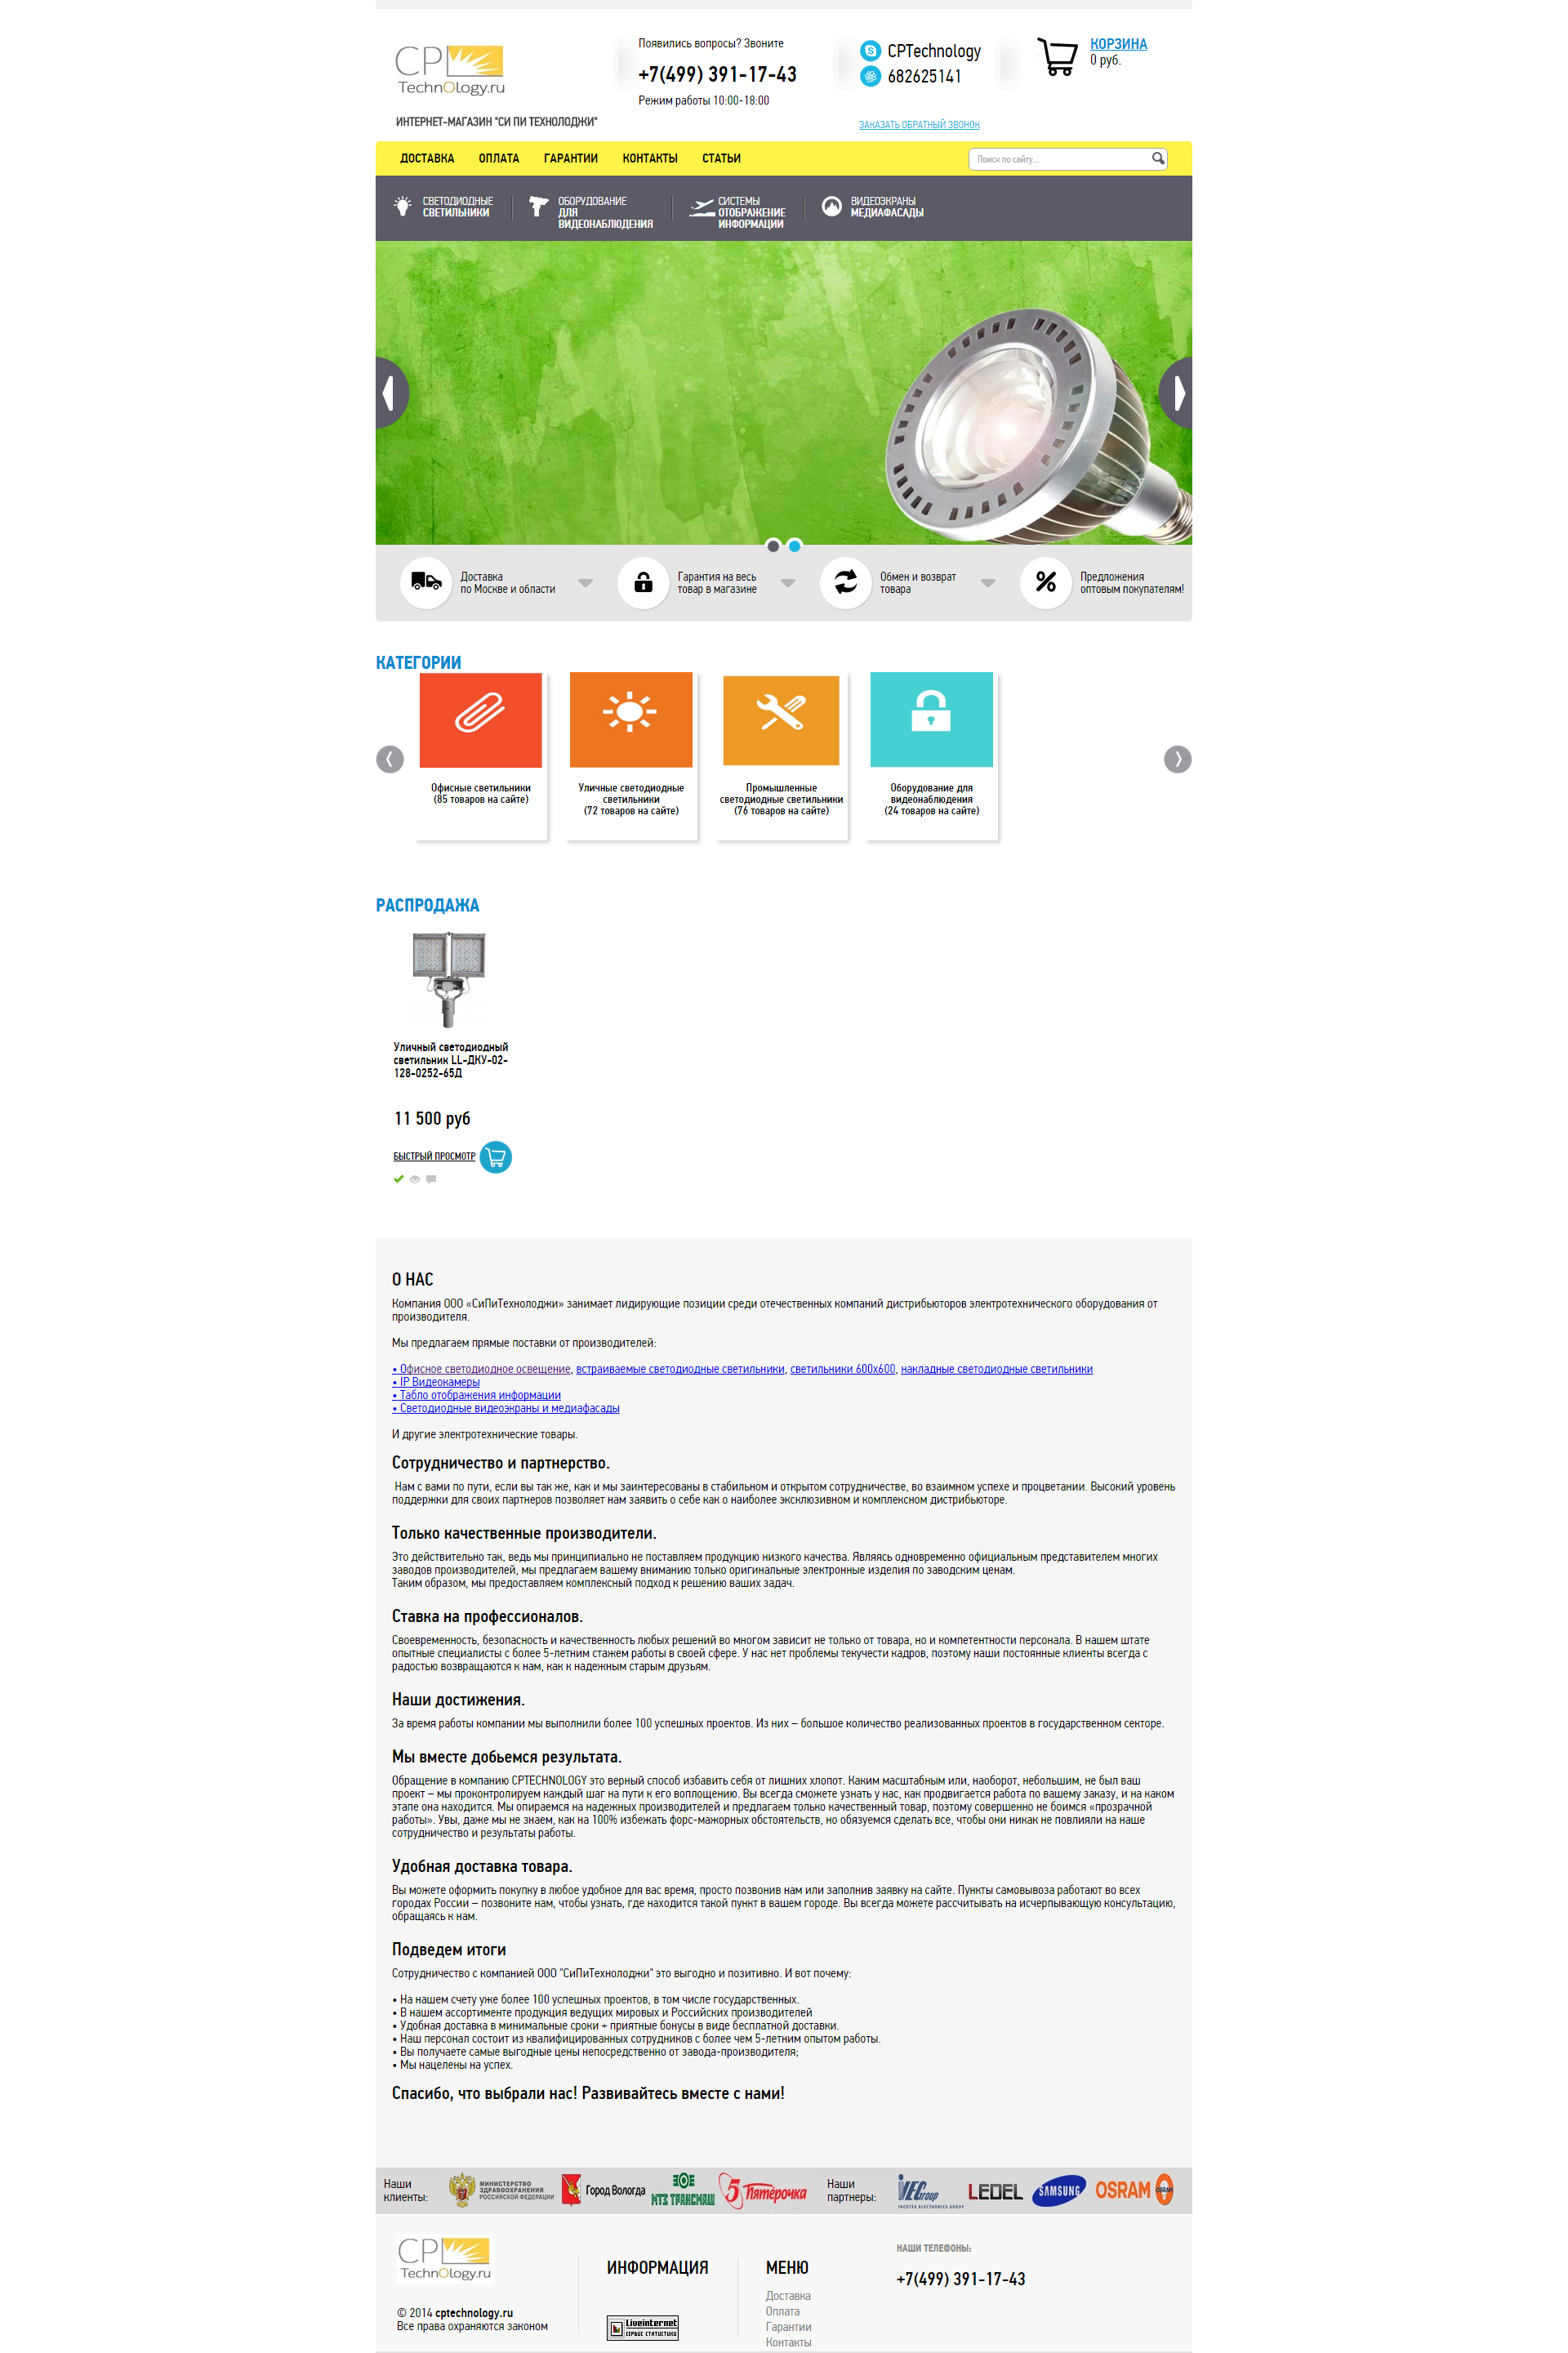 CP
TechnOlogy.ru
ИНТЕРНЕТ-МАГАЗИН "СИ ПИ ТЕХНОЛОДЖИ"
Появились вопросы? Звоните
+7(499) 391-17-43
Режим работы 10:00-18:00
CPTechnology
682625141
ЗАКАЗАТЬ ОБРАТНЫЙ ЗВОНОК
КОРЗИНА
0 руб.
ДОСТАВКА ОПЛАТА ГАРАНТИИ КОНТАКТЫ СТАТЬИ
Поиск по сайту...
СВЕТОДИОДНЫЕ
СВЕТИЛЬНИКИ
ОБОРУДОВАНИЕ
ДЛЯ
ВИДЕОНАБЛЮДЕНИЯ
СИСТЕМЫ
ОТОБРАЖЕНИЕ
ИНФОРМАЦИИ
ВИДЕОЭКРАНЫ
МЕДИАФАСАДЫ
Доставка
по Москве и области
Гарантия на весь
товар в магазине
Обмен и возврат
товара
Предложения
оптовым покупателям!
КАТЕГОРИИ
Офисные светильники
(85 товаров на сайте)
Уличные светодиодные
светильники
(72 товаров на сайте)
Промышленные
светодиодные светильники
(76 товаров на сайте)
Оборудование для
видеонаблюдения
(24 товаров на сайте)
РАСПРОДАЖА
Уличный светодиодный
светильник LL-ДКУ-02-
128-0252-65Д
11 500 руб
БЫСТРЫЙ ПРОСМОТР
О НАС
Компания ООО «СиПиТехнолоджи» занимает лидирующие позиции среди отечественных компаний дистрибьюторов электротехнического оборудования от
производителя.
Мы предлагаем прямые поставки от производителей:
• Офисное светодиодное освещение, встраиваемые светодиодные светильники, светильники 600х600, накладные светодиодные светильники
• IP Видеокамеры
• Табло отображения информации
• Светодиодные видеоэкраны и медиафасады
И другие электротехнические товары.
Сотрудничество и партнерство.
Нам с вами по пути, если вы так же, как и мы заинтересованы в стабильном и открытом сотрудничестве, во взаимном успехе и процветании. Высокий уровень
поддержки для своих партнеров позволяет нам заявить о себе как о наиболее эксклюзивном и комплексном дистрибьюторе.
Только качественные производители.
Это действительно так, ведь мы принципиально не поставляем продукцию низкого качества. Являясь одновременно официальным представителем многих
заводов производителей, мы предлагаем вашему вниманию только оригинальные электронные изделия по заводским ценам.
Таким образом, мы предоставляем комплексный подход к решению ваших задач.
Ставка на профессионалов.
Своевременность, безопасность и качественность любых решений во многом зависит не только от товара, но и компетентности персонала. В нашем штате
опытные специалисты с более 5-летним стажем работы в своей сфере. У нас нет проблемы текучести кадров, поэтому наши постоянные клиенты всегда с
радостью возвращаются к нам, как к надежным старым друзьям.
Наши достижения.
За время работы компании мы выполнили более 100 успешных проектов. Из них – большое количество реализованных проектов в государственном секторе.
Мы вместе добьемся результата.
Обращение в компанию CPTECHNOLOGY это верный способ избавить себя от лишних хлопот. Каким масштабным или, наоборот, небольшим, не был ваш
проект – мы проконтролируем каждый шаг на пути к его воплощению. Вы всегда сможете узнать у нас, как продвигается работа по вашему заказу, и на каком
этапе она находится. Мы опираемся на надежных производителей и предлагаем только качественный товар, поэтому совершенно не боимся «прозрачной
работы». Увы, даже мы не знаем, как на 100% избежать форс-мажорных обстоятельств, но обязуемся сделать все, чтобы они никак не повлияли на наше
сотрудничество и результаты работы.
Удобная доставка товара.
Вы можете оформить покупку в любое удобное для вас время, просто позвонив нам или заполнив заявку на сайте. Пункты самовывоза работают во всех
городах России – позвоните нам, чтобы узнать, где находится такой пункт в вашем городе. Вы всегда можете рассчитывать на исчерпывающую консультацию,
обращаясь к нам.
Подведем итоги
Сотрудничество с компанией ООО "СиПиТехнолоджи" это выгодно и позитивно. И вот почему:
• На нашем счету уже более 100 успешных проектов, в том числе государственных.
• В нашем ассортименте продукция ведущих мировых и Российских производителей
• Удобная доставка в минимальные сроки + приятные бонусы в виде бесплатной доставки.
• Наш персонал состоит из квалифицированных сотрудников с более чем 5-летним опытом работы.
• Вы получаете самые выгодные цены непосредственно от завода-производителя;
• Мы нацелены на успех.
Спасибо, что выбрали нас! Развивайтесь вместе с нами!
Наши
клиенты:
МИНИСТЕРСТВО
ЗДРАВООХРАНЕНИЯ
РОССИЙСКОЙ ФЕДЕРАЦИИ
Город Вологда
МТЗ ТРАНСМАШ
5 Пятёрочка
Наши
партнеры:
IEC Group
INCOTEX ELECTRONICS GROUP
LEDEL
SAMSUNG
OSRAM
OSRAM
CP
TechnOlogy.ru
© 2014 cptechnology.ru
Все права охраняются законом
ИНФОРМАЦИЯ
Liveinternet
СЕРВИС СТАТИСТИКИ
МЕНЮ
Доставка
Оплата
Гарантии
Контакты
НАШИ ТЕЛЕФОНЫ:
+7(499) 391-17-43